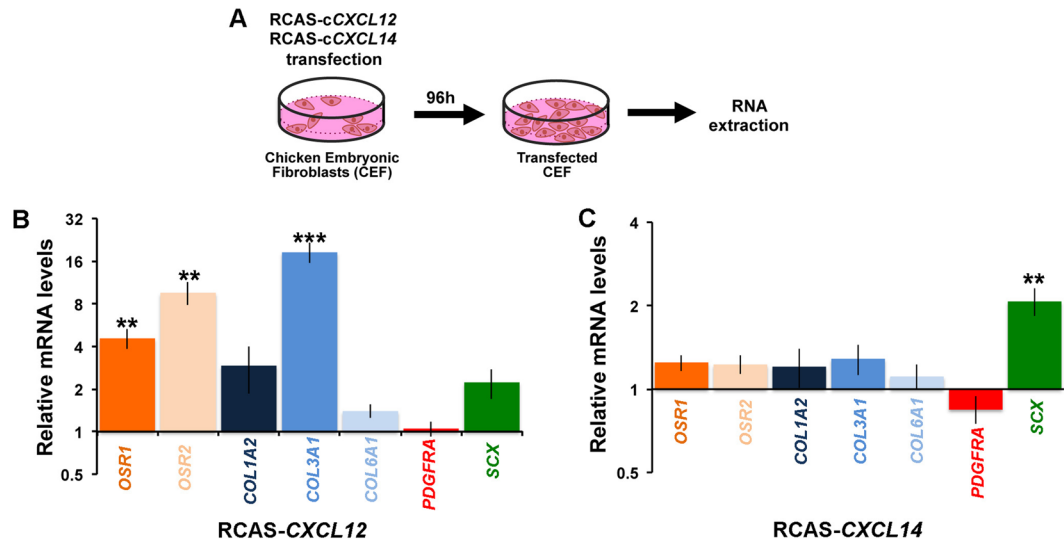 A
RCAS-cCXCL12
RCAS-cCXCL14
transfection
96h
RNA
extraction
Chicken Embryonic
Fibroblasts (CEF)
Transfected
CEF
B
Relative mRNA levels
32
16
8
4
2
1
0.5
**
**
***
OSR1
OSR2
COL1A2
COL3A1
COL6A1
PDGFRA
SCX
RCAS-CXCL12
C
Relative mRNA levels
4
2
1
0.5
**
OSR1
OSR2
COL1A2
COL3A1
COL6A1
PDGFRA
SCX
RCAS-CXCL14